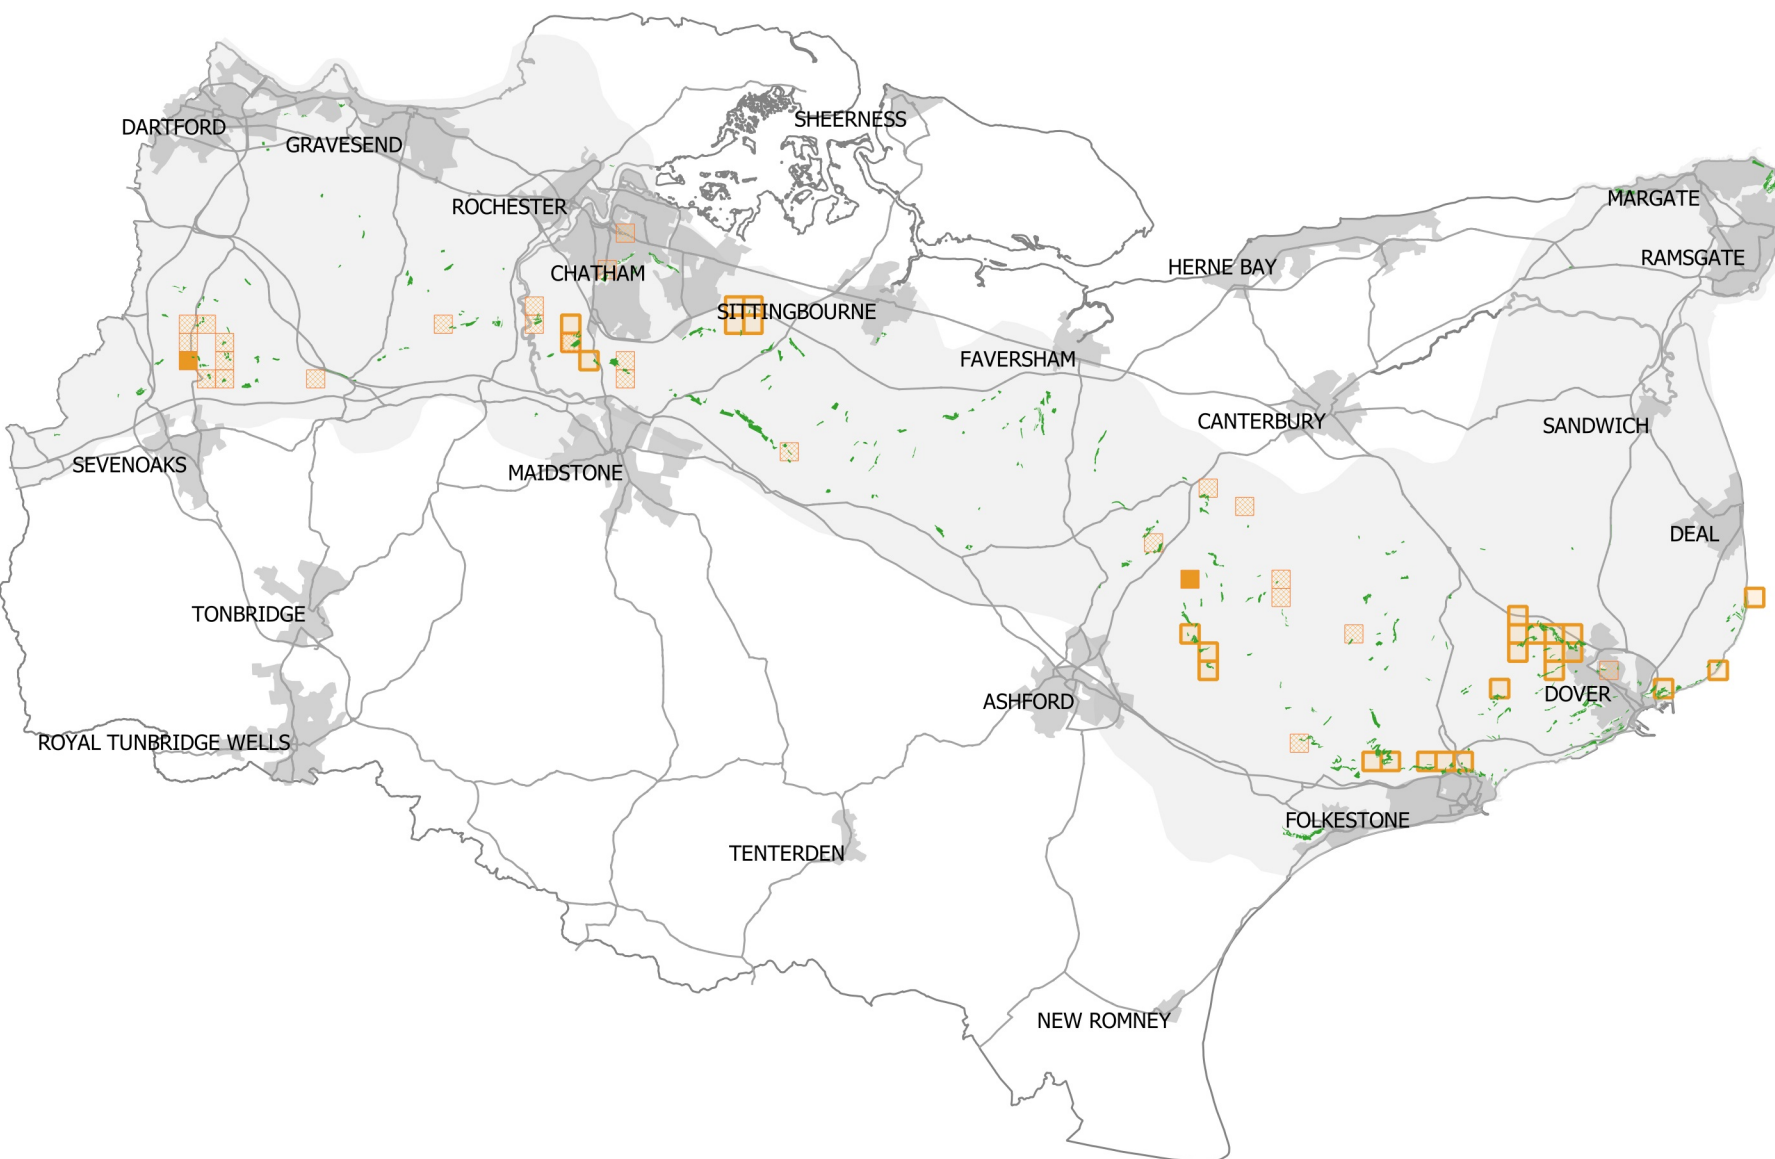 SHEERNESS
DARTFORD
GRAVESEND
MARGATE
ROCHESTER
RAMSGATE
HERNE BAY
CHATHAM
SITTINGBOURNE
FAVERSHAM
CANTERBURY
SANDWICH
SEVENOAKS
MAIDSTONE
DEAL
TONBRIDGE
DOVER
ASHFORD
ROYAL TUNBRIDGE WELLS
FOLKESTONE
TENTERDEN
NEW ROMNEY